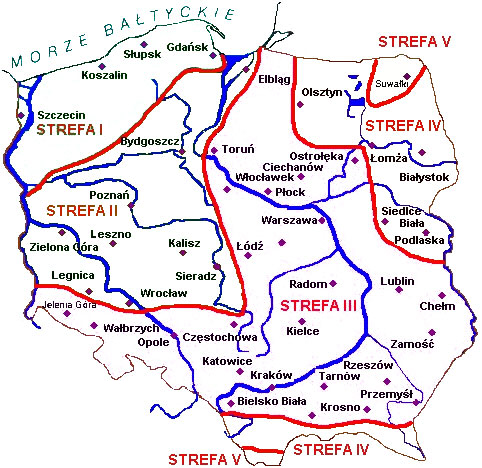 MORZE BAŁTYCKIE
STREFA V
Gdańsk
Słupsk
Koszalin
Elbląg
Suwałki
Olsztyn
Szczecin
STREFA I
STREFA IV
Bydgoszcz
Toruń
Ostrołęka
Łomża
Ciechanów
Włocławek
Białystok
Płock
Poznań
STREFA II
Siedlce
Biała
Podlaska
Warszawa
Leszno
Zielona Góra
Kalisz
Łódź
Sieradz
Legnica
Radom
Lublin
Wrocław
Chełm
Jelenia Góra
STREFA III
Wałbrzych
Częstochowa
Kielce
Opole
Zamość
Katowice
Rzeszów
Kraków
Tarnów
Przemyśl
Bielsko Biała
Krosno
STREFA IV
STREFA V